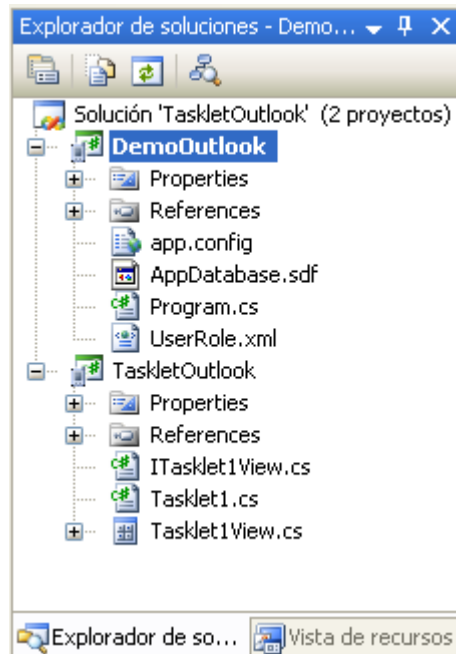 Explorador de soluciones - Demo...
Solución 'TaskletOutlook' (2 proyectos)
DemoOutlook
Properties
References
app.config
AppDatabase.sdf
Program.cs
UserRole.xml
TaskletOutlook
Properties
References
ITasklet1View.cs
Tasklet1.cs
Tasklet1View.cs
Explorador de so... Vista de recursos